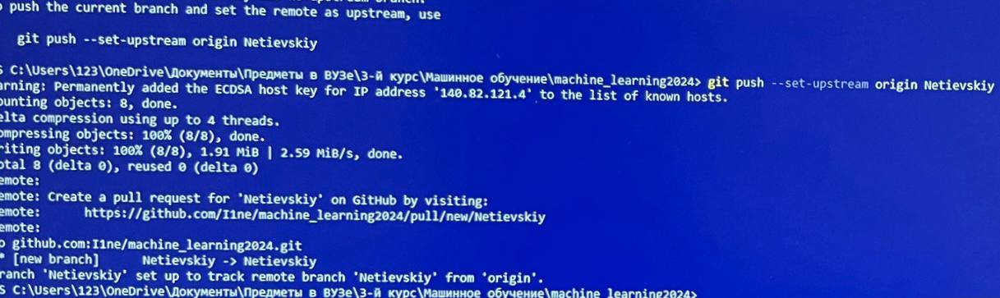 push the current branch and set the remote as upstream, use
git push --set-upstream origin Netievskiy
C:\Users\123\OneDrive\Документы\Предметы в ВУЗе\3-й курс\Машинное обучение\machine_learning2024> git push --set-upstream origin Netievskiy
arning: Permanently added the ECDSA host key for IP address '140.82.121.4' to the list of known hosts.
ounting objects: 8, done.
elta compression using up to 4 threads.
ompressing objects: 100% (8/8), done.
riting objects: 100% (8/8), 1.91 MiB | 2.59 MiB/s, done.
otal 8 (delta 0), reused 0 (delta 0)
emote:
emote: Create a pull request for 'Netievskiy' on GitHub by visiting:
emote: https://github.com/I1ne/machine_learning2024/pull/new/Netievskiy
emote:
o github.com:I1ne/machine_learning2024.git
* [new branch] Netievskiy -> Netievskiy
ranch 'Netievskiy' set up to track remote branch 'Netievskiy' from 'origin'.
S C:\Users\123\OneDrive\Документы\Предметы в ВУЗе\3-й курс\Машинное обучение\machine_learning2024>